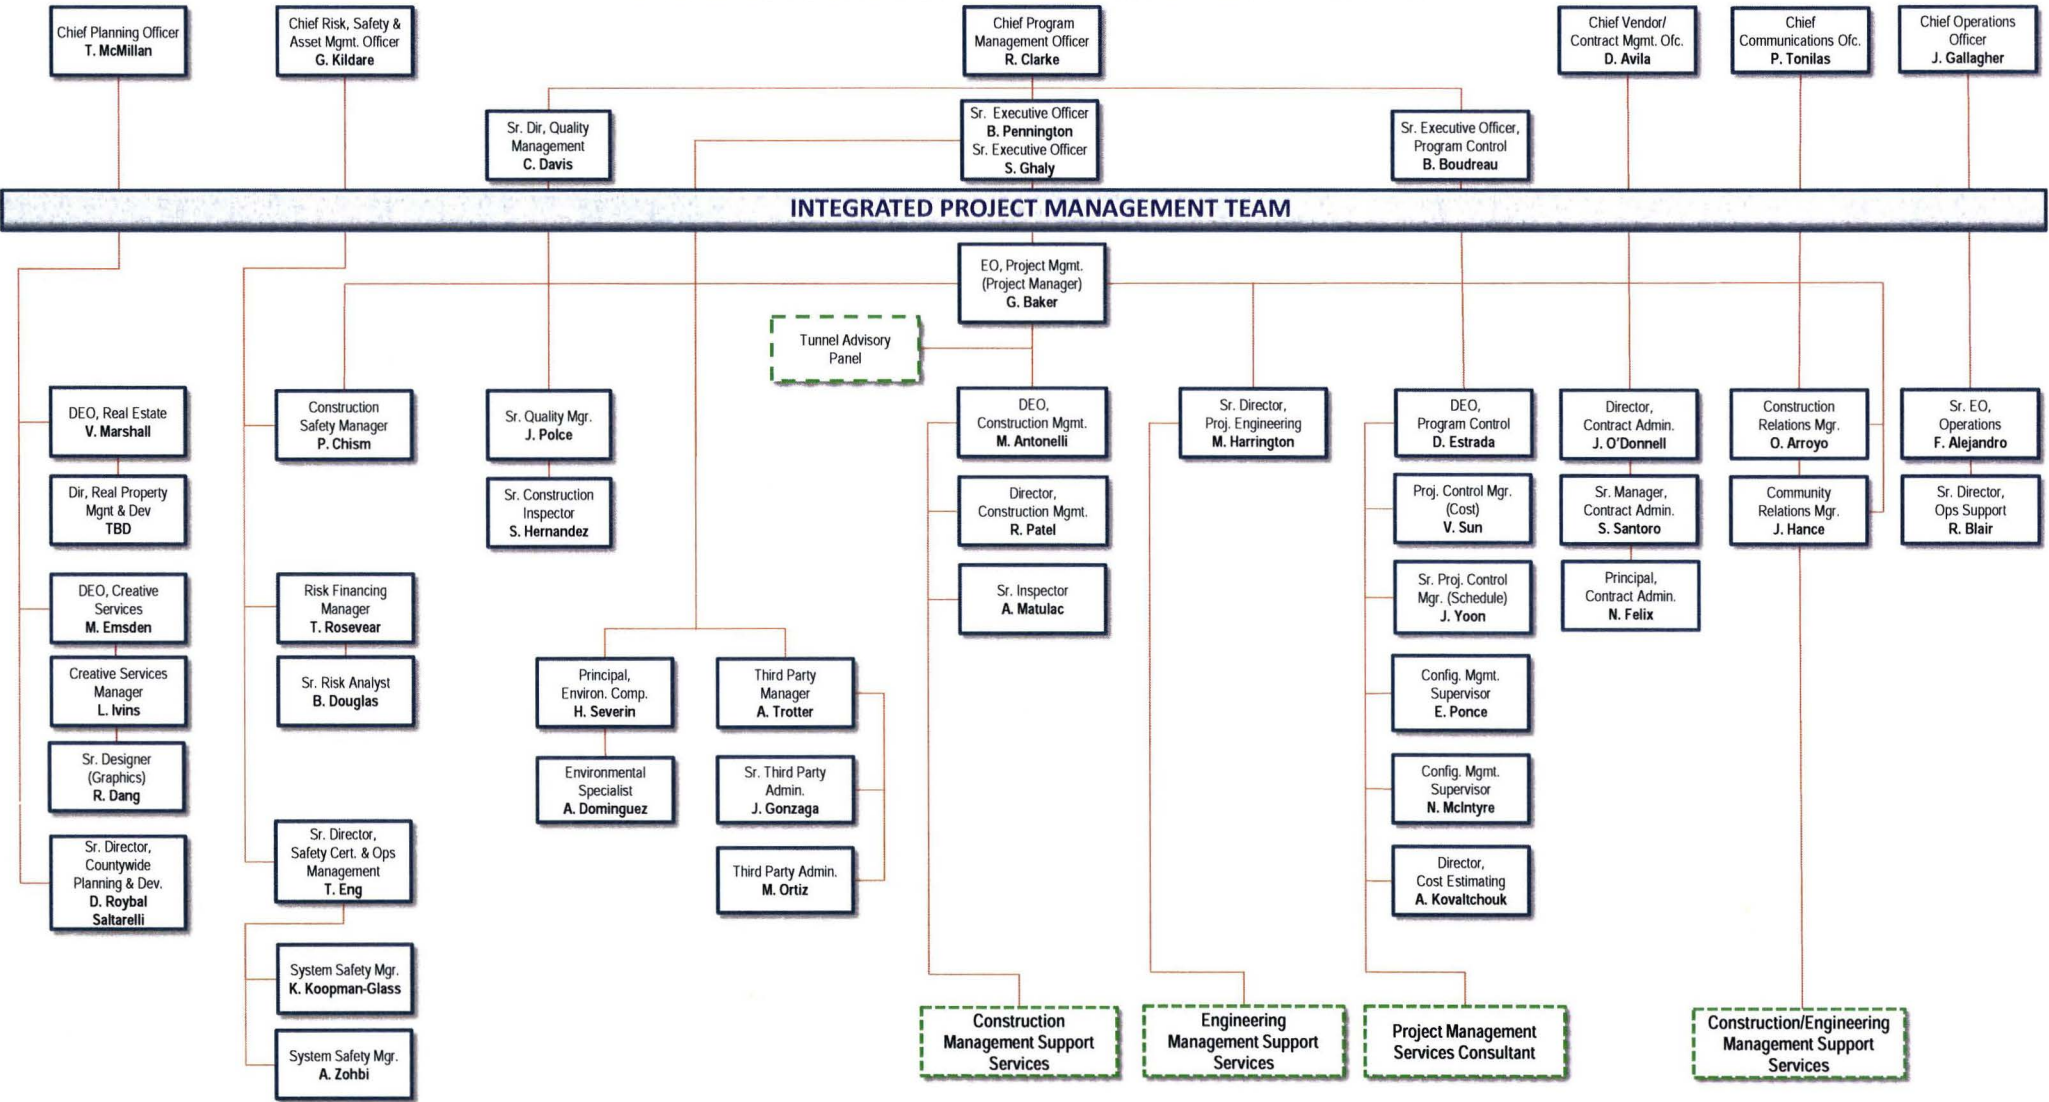 Chief Planning Officer
T. McMillan
Chief Risk, Safety &
Asset Mgmt. Officer
G. Kildare
Chief Program
Management Officer
R. Clarke
Chief Vendor/
Contract Mgmt. Ofc.
D. Avila
Chief
Communications Ofc.
P. Tonilas
Chief Operations
Officer
J. Gallagher
Sr. Dir, Quality
Management
C. Davis
Sr. Executive Officer
B. Pennington
Sr. Executive Officer
S. Ghaly
Sr. Executive Officer,
Program Control
B. Boudreau
INTEGRATED PROJECT MANAGEMENT TEAM
EO, Project Mgmt.
(Project Manager)
G. Baker
Tunnel Advisory
Panel
DEO, Real Estate
V. Marshall
Dir, Real Property
Mgnt & Dev
TBD
DEO, Creative
Services
M. Emsden
Creative Services
Manager
L. Ivins
Sr. Designer
(Graphics)
R. Dang
Sr. Director,
Countywide
Planning & Dev.
D. Roybal
Saltarelli
Construction
Safety Manager
P. Chism
Risk Financing
Manager
T. Rosevear
Sr. Risk Analyst
B. Douglas
Sr. Director,
Safety Cert. & Ops
Management
T. Eng
System Safety Mgr.
K. Koopman-Glass
System Safety Mgr.
A. Zohbi
Sr. Quality Mgr.
J. Polce
Sr. Construction
Inspector
S. Hernandez
Principal,
Environ. Comp.
H. Severin
Environmental
Specialist
A. Dominguez
Third Party
Manager
A. Trotter
Sr. Third Party
Admin.
J. Gonzaga
Third Party Admin.
M. Ortiz
DEO,
Construction Mgmt.
M. Antonelli
Director,
Construction Mgmt.
R. Patel
Sr. Inspector
A. Matulac
Construction
Management Support
Services
Sr. Director,
Proj. Engineering
M. Harrington
Engineering
Management Support
Services
DEO,
Program Control
D. Estrada
Proj. Control Mgr.
(Cost)
V. Sun
Sr. Proj. Control
Mgr. (Schedule)
J. Yoon
Config. Mgmt.
Supervisor
E. Ponce
Config. Mgmt.
Supervisor
N. McIntyre
Director,
Cost Estimating
A. Kovaltchouk
Project Management
Services Consultant
Director,
Contract Admin.
J. O'Donnell
Sr. Manager,
Contract Admin.
S. Santoro
Principal,
Contract Admin.
N. Felix
Construction
Relations Mgr.
O. Arroyo
Community
Relations Mgr.
J. Hance
Construction/Engineering
Management Support
Services
Sr. EO,
Operations
F. Alejandro
Sr. Director,
Ops Support
R. Blair